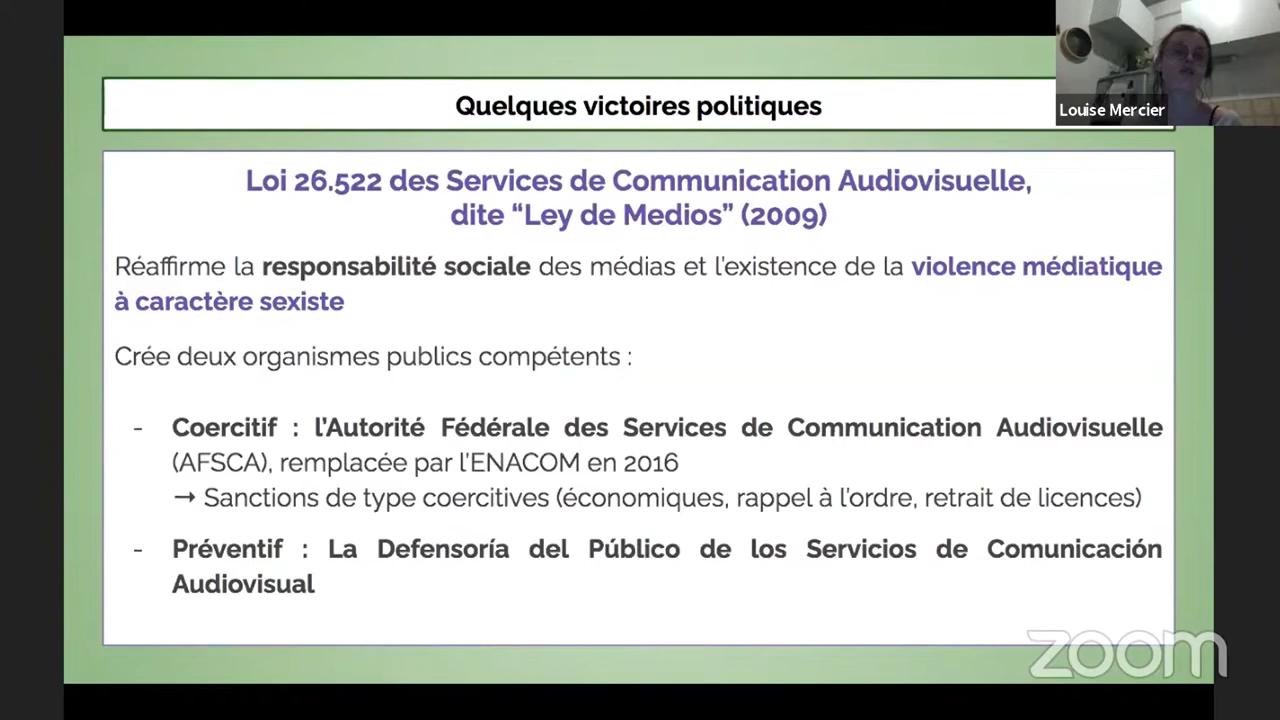 Quelques victoires politiques
Louise Mercier
Loi 26.522 des Services de Communication Audiovisuelle,
dite “Ley de Medios” (2009)
Réaffirme la responsabilité sociale des médias et l'existence de la violence médiatique
à caractère sexiste
Crée deux organismes publics compétents :
- Coercitif : l'Autorité Fédérale des Services de Communication Audiovisuelle
(AFSCA), remplacée par l'ENACOM en 2016
→ Sanctions de type coercitives (économiques, rappel à l'ordre, retrait de licences)
- Préventif : La Defensoría del Público de los Servicios de Comunicación
Audiovisual
zoom